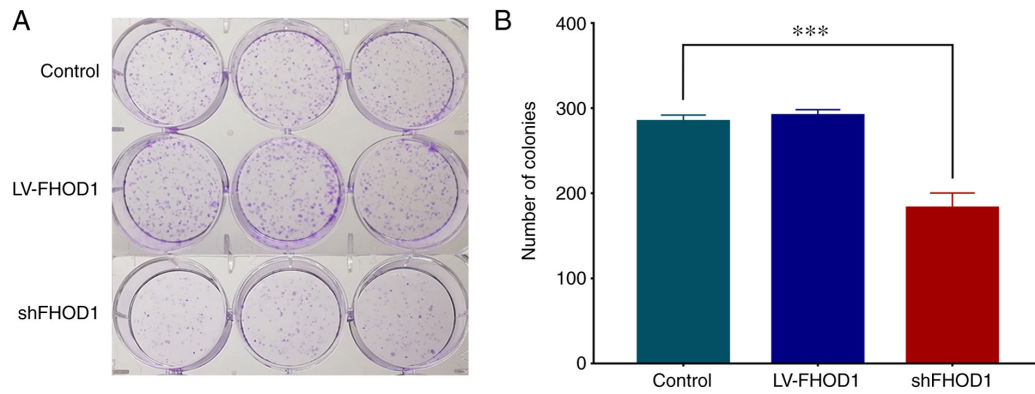 A
Control
LV-FHOD1
shFHOD1
B
***
Number of colonies
400
300
200
100
0
Control
LV-FHOD1
shFHOD1